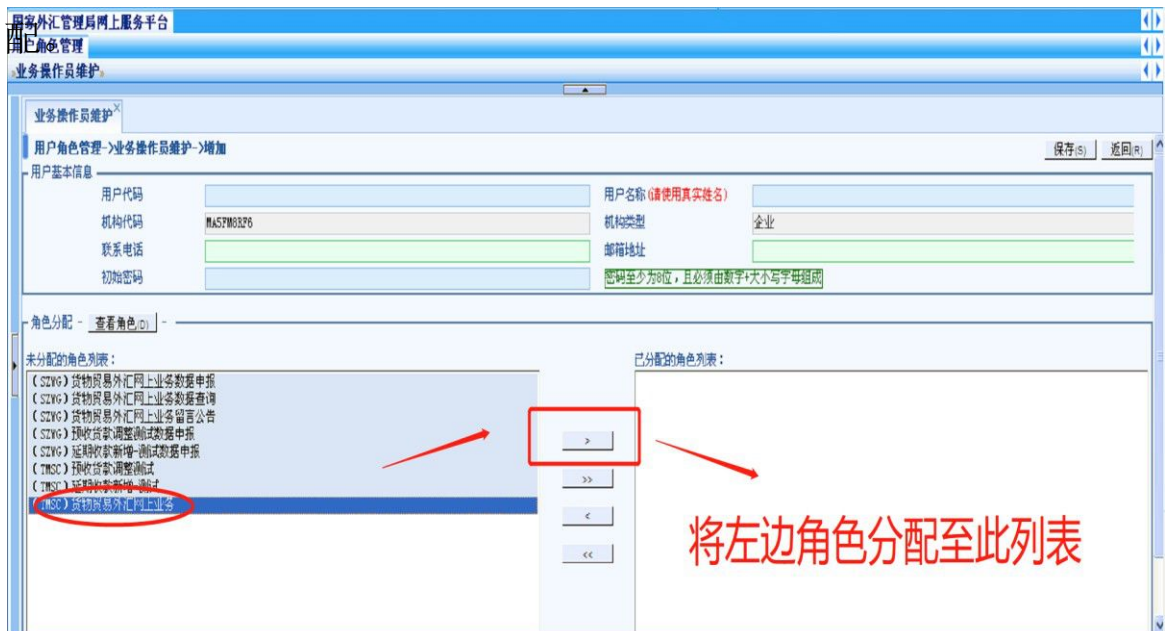 国家外汇管理局网上服务平台
配。
用户角色管理
业务操作员维护
业务操作员维护
用户角色管理->业务操作员维护->增加
保存(S) 返回(R)
用户基本信息
用户代码 用户名称(请使用真实姓名)
机构代码 MA5FM8RF6 机构类型 企业
联系电话 邮箱地址
初始密码 密码至少为8位，且必须由数字+大小写字母组成
角色分配 - 查看角色(D) -
未分配的角色列表： 已分配的角色列表：
(SZWG)货物贸易外汇网上业务数据申报
(SZWG)货物贸易外汇网上业务数据查询
(SZWG)货物贸易外汇网上业务留言公告
(SZWG)预收货款调整测试数据申报
(SZWG)延期收款新增-测试数据申报
(TMSC)预收货款调整测试
(TMSC)延期收款新增-测试
(TMSC)货物贸易外汇网上业务
>
>>
<
<<
将左边角色分配至此列表